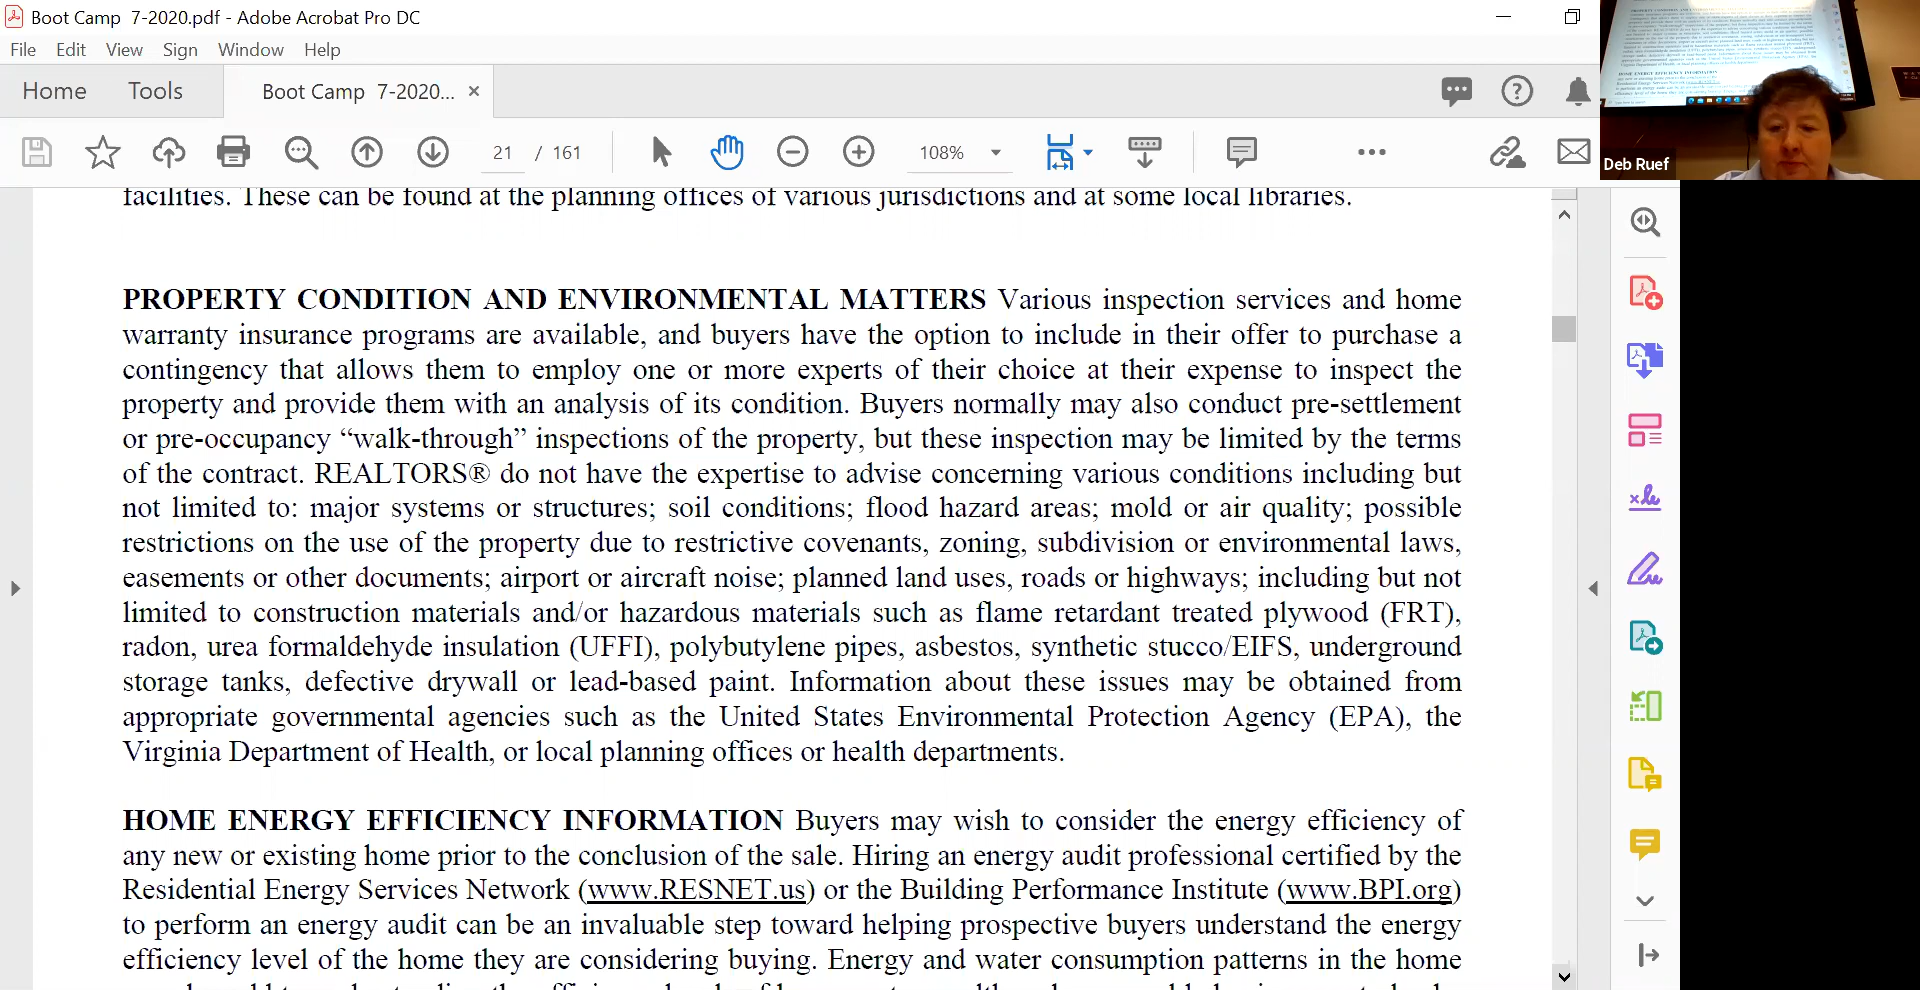 Boot Camp 7-2020.pdf - Adobe Acrobat Pro DC
File Edit View Sign Window Help
Home Tools Boot Camp 7-2020... ×
21 / 161 108%
Deb Ruef
facilities. These can be found at the planning offices of various jurisdictions and at some local libraries.
PROPERTY CONDITION AND ENVIRONMENTAL MATTERS Various inspection services and home
warranty insurance programs are available, and buyers have the option to include in their offer to purchase a
contingency that allows them to employ one or more experts of their choice at their expense to inspect the
property and provide them with an analysis of its condition. Buyers normally may also conduct pre-settlement
or pre-occupancy “walk-through” inspections of the property, but these inspection may be limited by the terms
of the contract. REALTORS® do not have the expertise to advise concerning various conditions including but
not limited to: major systems or structures; soil conditions; flood hazard areas; mold or air quality; possible
restrictions on the use of the property due to restrictive covenants, zoning, subdivision or environmental laws,
easements or other documents; airport or aircraft noise; planned land uses, roads or highways; including but not
limited to construction materials and/or hazardous materials such as flame retardant treated plywood (FRT),
radon, urea formaldehyde insulation (UFFI), polybutylene pipes, asbestos, synthetic stucco/EIFS, underground
storage tanks, defective drywall or lead-based paint. Information about these issues may be obtained from
appropriate governmental agencies such as the United States Environmental Protection Agency (EPA), the
Virginia Department of Health, or local planning offices or health departments.
HOME ENERGY EFFICIENCY INFORMATION Buyers may wish to consider the energy efficiency of
any new or existing home prior to the conclusion of the sale. Hiring an energy audit professional certified by the
Residential Energy Services Network (www.RESNET.us) or the Building Performance Institute (www.BPI.org)
to perform an energy audit can be an invaluable step toward helping prospective buyers understand the energy
efficiency level of the home they are considering buying. Energy and water consumption patterns in the home